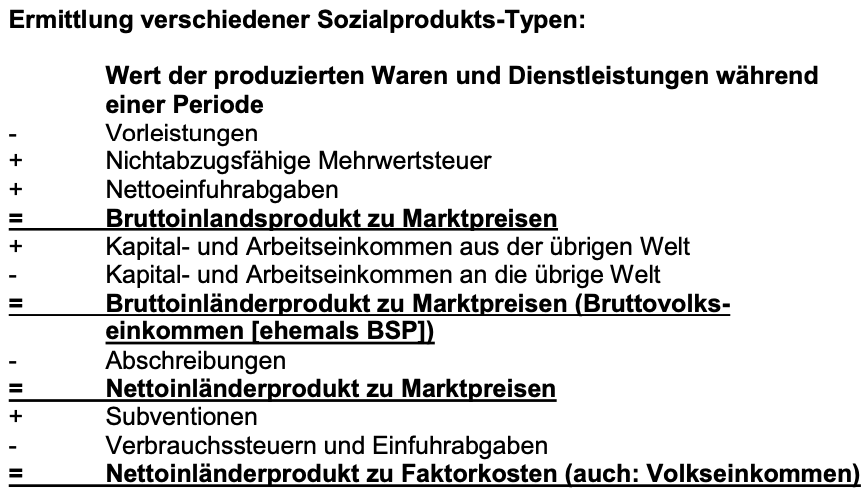 Ermittlung verschiedener Sozialprodukts-Typen:
Wert der produzierten Waren und Dienstleistungen während
einer Periode
- Vorleistungen
+ Nichtabzugsfähige Mehrwertsteuer
+ Nettoeinfuhrabgaben
= Bruttoinlandsprodukt zu Marktpreisen
+ Kapital- und Arbeitseinkommen aus der übrigen Welt
- Kapital- und Arbeitseinkommen an die übrige Welt
= Bruttoinländerprodukt zu Marktpreisen (Bruttovolks-
einkommen [ehemals BSP])
- Abschreibungen
= Nettoinländerprodukt zu Marktpreisen
+ Subventionen
- Verbrauchssteuern und Einfuhrabgaben
= Nettoinländerprodukt zu Faktorkosten (auch: Volkseinkommen)